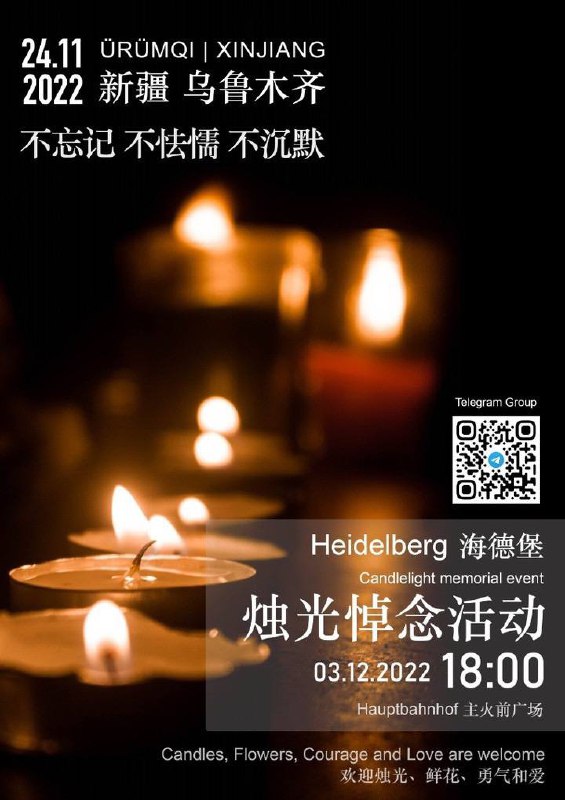 24.11
2022
ÜRÜMQI | XINJIANG
新疆 乌鲁木齐
不忘记 不怯懦 不沉默
Telegram Group
Heidelberg 海德堡
Candlelight memorial event
烛光悼念活动
03.12.2022 18:00
Hauptbahnhof 主火前广场
Candles, Flowers, Courage and Love are welcome
欢迎烛光、鲜花、勇气和爱